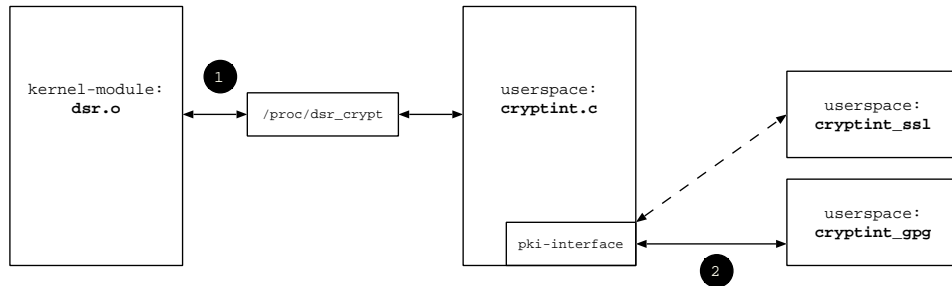 kernel-module:
dsr.o
1
/proc/dsr_crypt
userspace:
cryptint.c
pki-interface
userspace:
cryptint_ssl
userspace:
cryptint_gpg
2